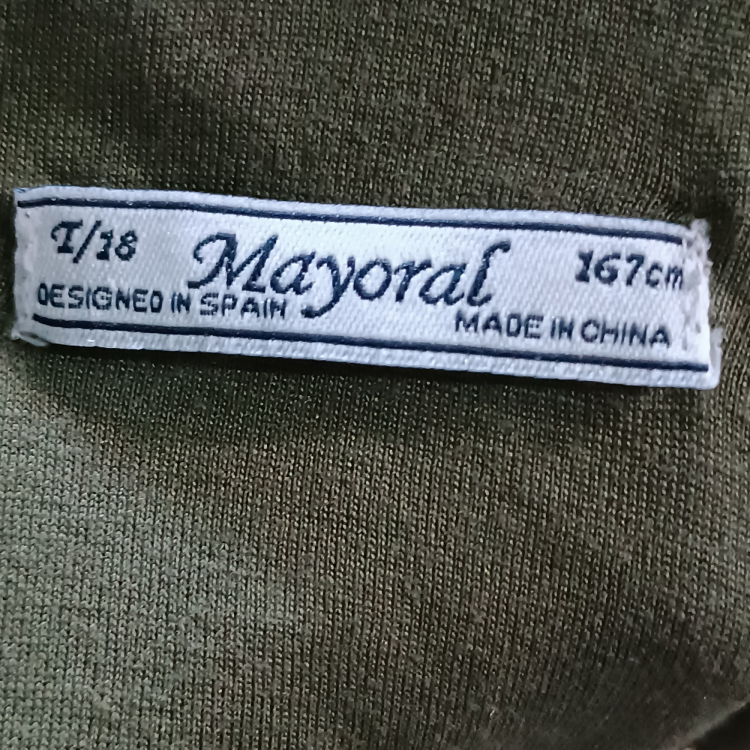 T/18 Mayoral 167cm
DESIGNED IN SPAIN MADE IN CHINA